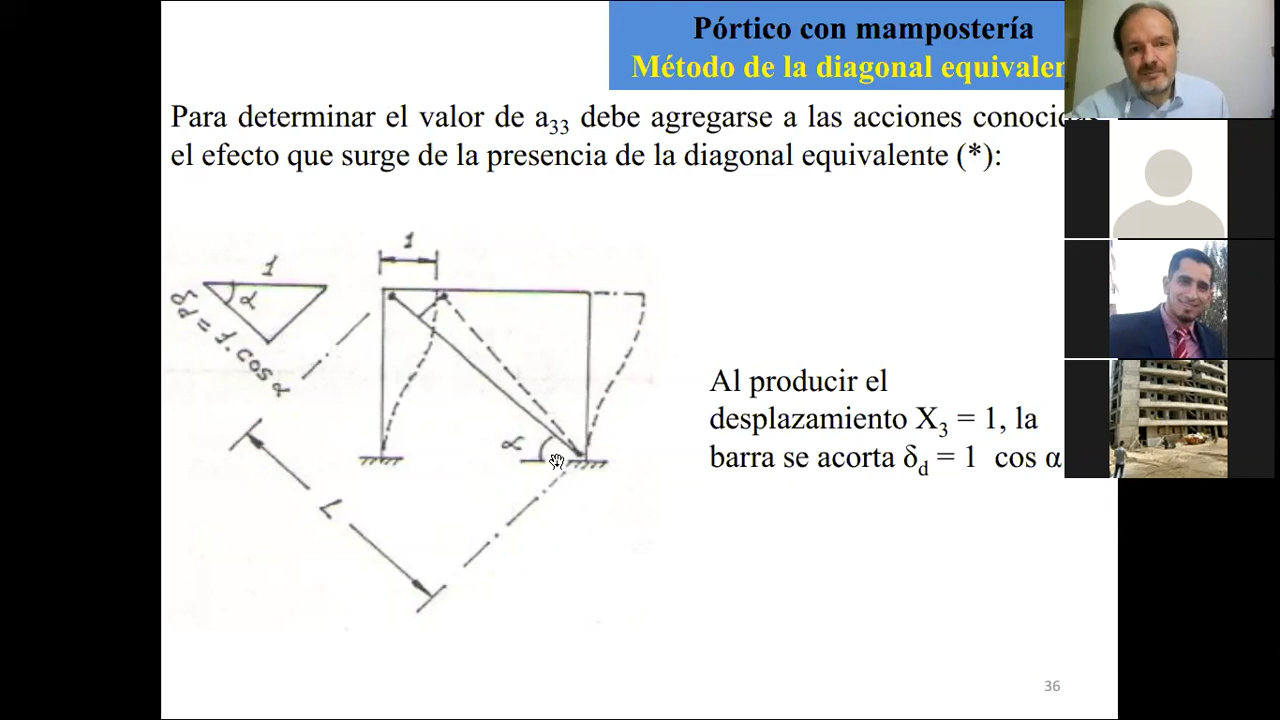 Pórtico con mampostería
Método de la diagonal
Para determinar el valor de a33 debe agregarse a las acciones
el efecto que surge de la presencia de la diagonal equivalente (*):
1
1
α
δd = 1.cos α
α
L
Al producir el
desplazamiento X3 = 1, la
barra se acorta δd = 1 cos α
36